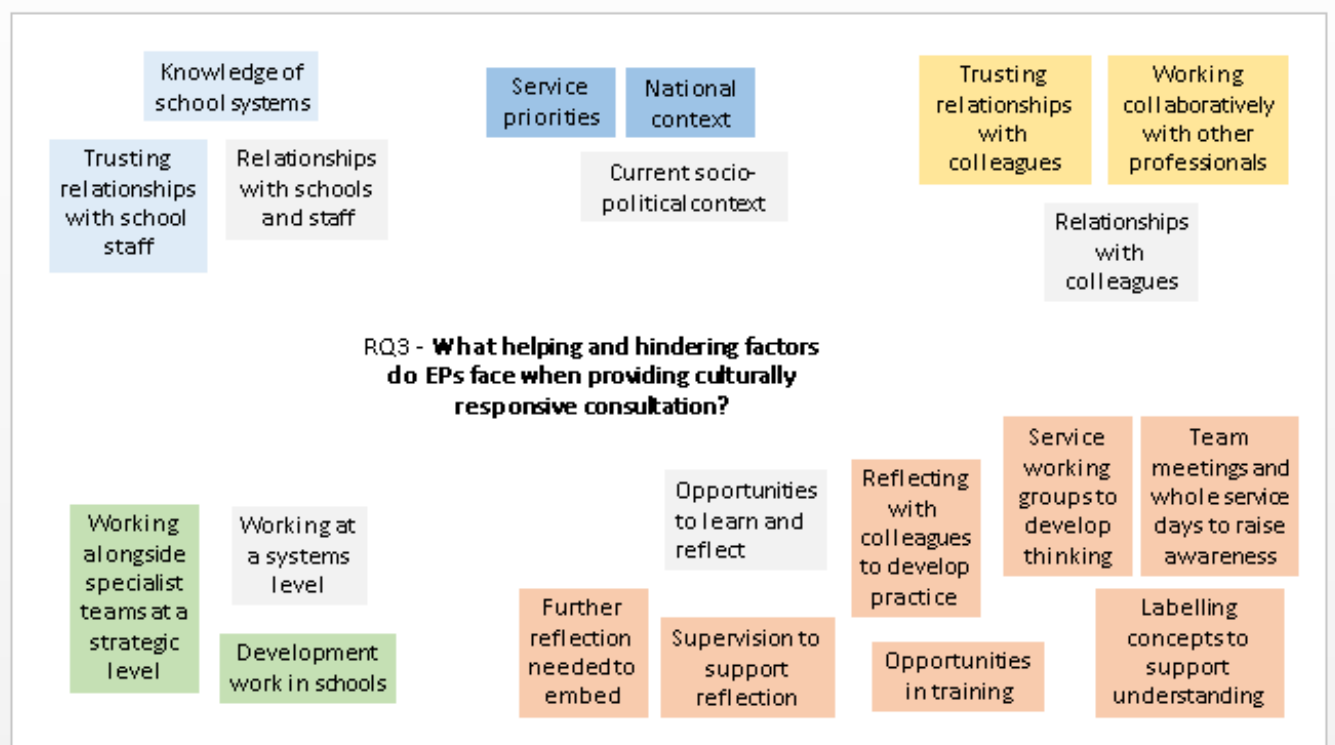 Knowledge of
school systems
Trusting
relationships
with school
staff
Relationships
with schools
and staff
Service
priorities
National
context
Current socio-
political context
Trusting
relationships
with
colleagues
Working
collaboratively
with other
professionals
Relationships
with
colleagues
RQ3 - What helping and hindering factors
do EPs face when providing culturally
responsive consultation?
Working
alongside
specialist
teams at a
strategic
level
Working at
a systems
level
Development
work in schools
Opportunities
to learn and
reflect
Further
reflection
needed to
embed
Supervision to
support
reflection
Reflecting
with
colleagues
to develop
practice
Opportunities
in training
Service
working
groups to
develop
thinking
Team
meetings and
whole service
days to raise
awareness
Labelling
concepts to
support
understanding